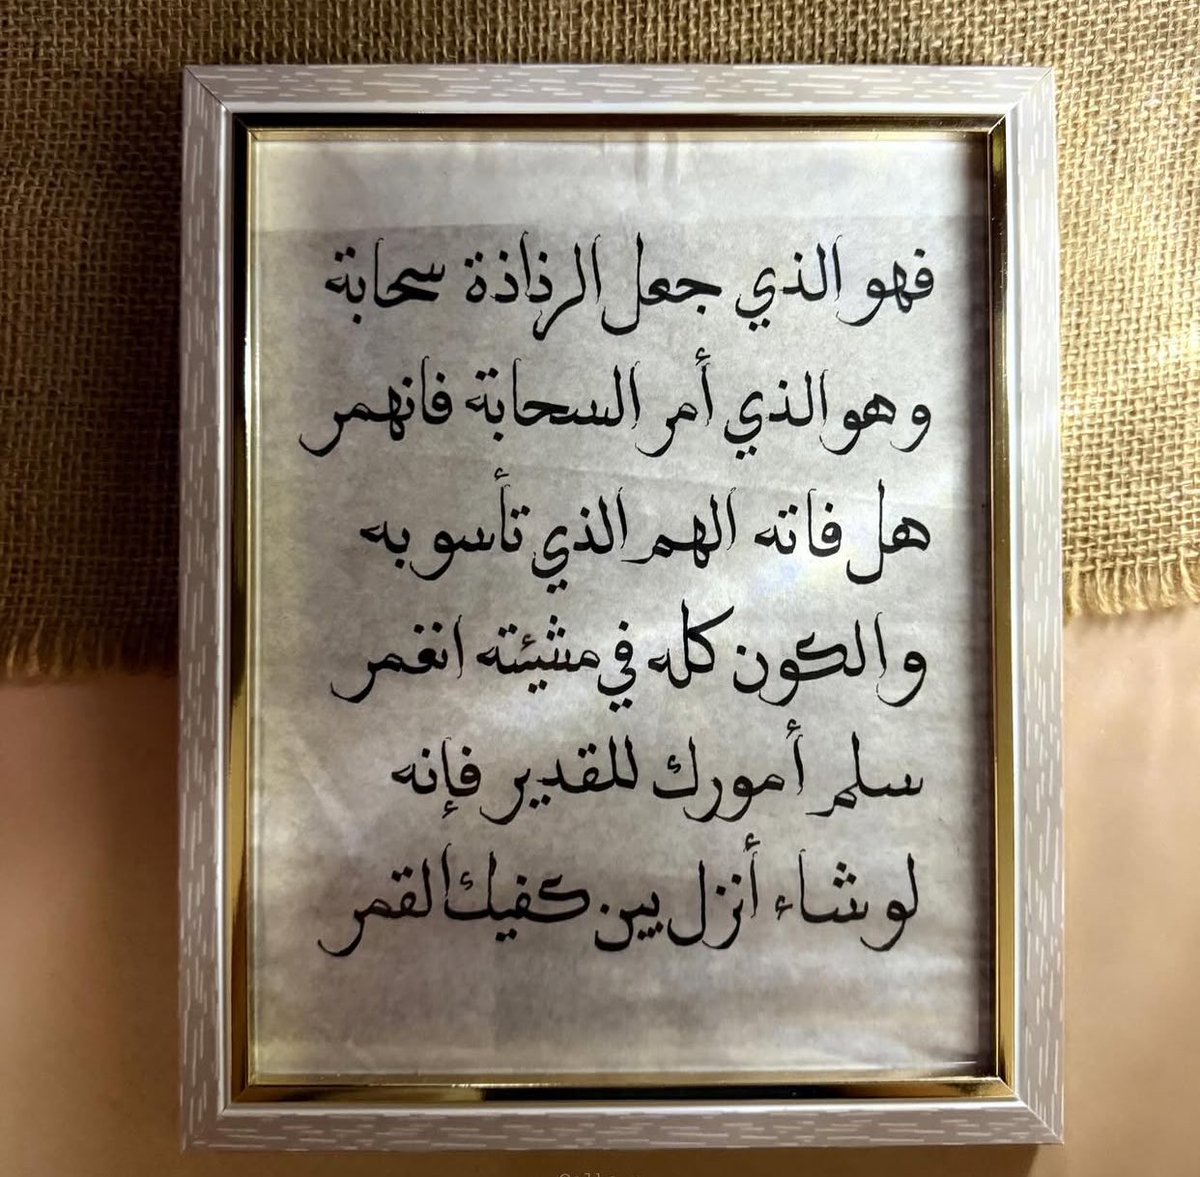 فهو الذي جعل الرذاذة سحابة
وهو الذي أمر السحابة فانهمر
هل فاته الهم الذي تأسو به
والكون كله في مشيئته انغمر
سلم أمورك للقدير فإنه
لو شاء أنزل بين كفيك القمر